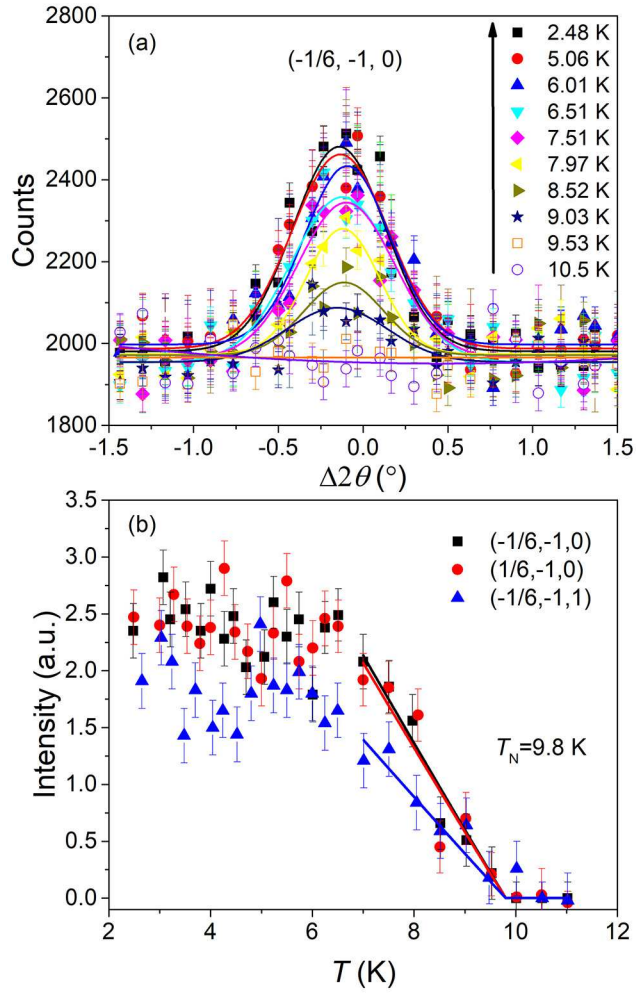 (a)
(-1/6, -1, 0)
2.48 K
5.06 K
6.01 K
6.51 K
7.51 K
7.97 K
8.52 K
9.03 K
9.53 K
10.5 K
2800
2600
2400
2200
2000
1800
Counts
-1.5 -1.0 -0.5 0.0 0.5 1.0 1.5
Δ2θ (°)
(b)
(-1/6,-1,0)
(1/6,-1,0)
(-1/6,-1,1)
T_N=9.8 K
3.5
3.0
2.5
2.0
1.5
1.0
0.5
0.0
Intensity (a.u.)
2 4 6 8 10 12
T (K)